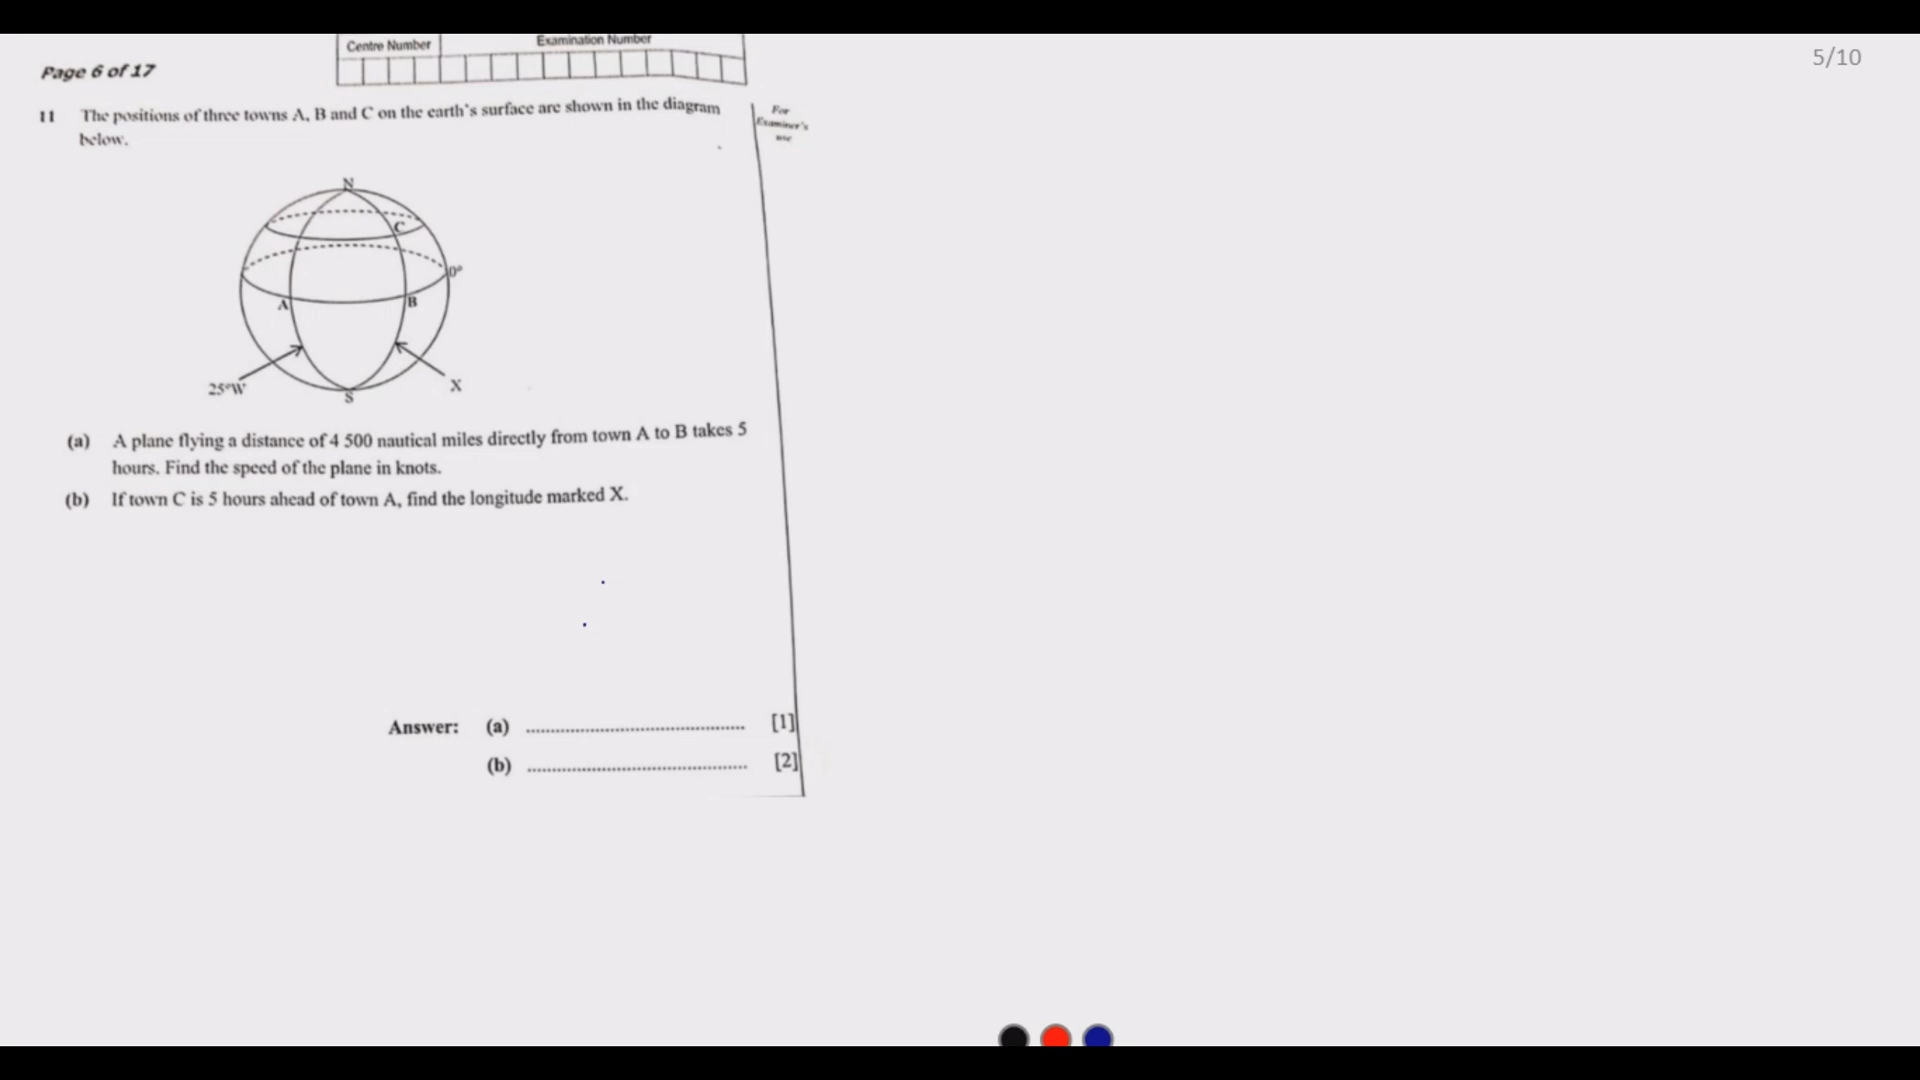 5/10
Centre Number
Examination Number
Page 6 of 17
11 The positions of three towns A, B and C on the earth's surface are shown in the diagram
below.
For
Examiner's
use
N
C
0°
A
B
25°W
X
S
(a) A plane flying a distance of 4 500 nautical miles directly from town A to B takes 5
hours. Find the speed of the plane in knots.
(b) If town C is 5 hours ahead of town A, find the longitude marked X.
Answer: (a) ............................................ [1]
(b) ............................................ [2]